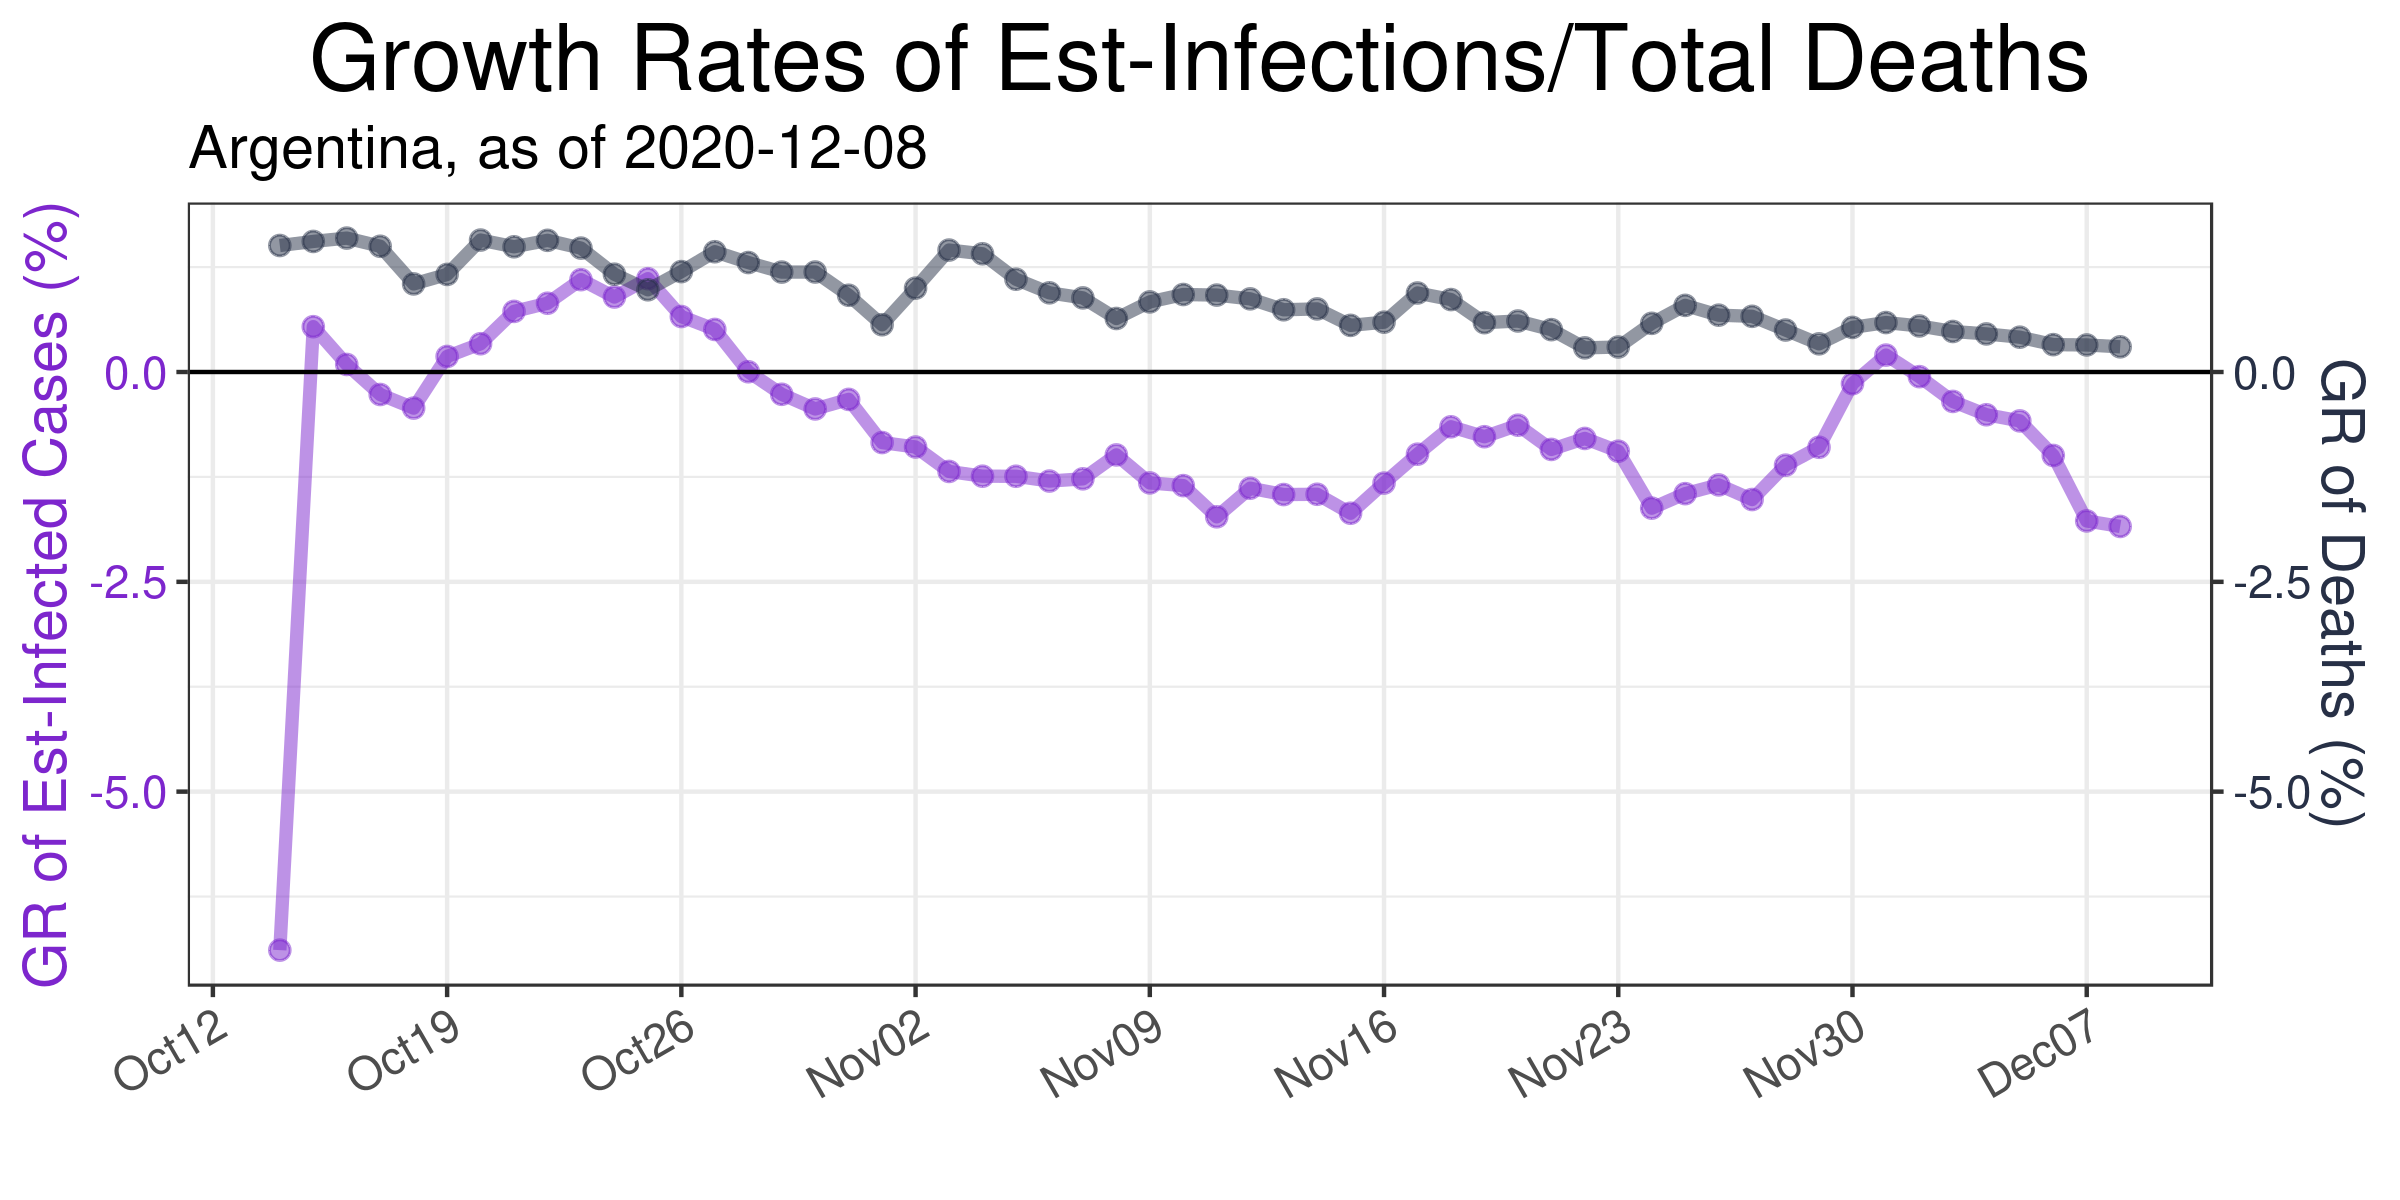 Growth Rates of Est-Infections/Total Deaths
Argentina, as of 2020-12-08
GR of Est-Infected Cases (%)
0.0
-2.5
-5.0
0.0
-2.5
-5.0
GR of Deaths (%)
Oct12
Oct19
Oct26
Nov02
Nov09
Nov16
Nov23
Nov30
Dec07